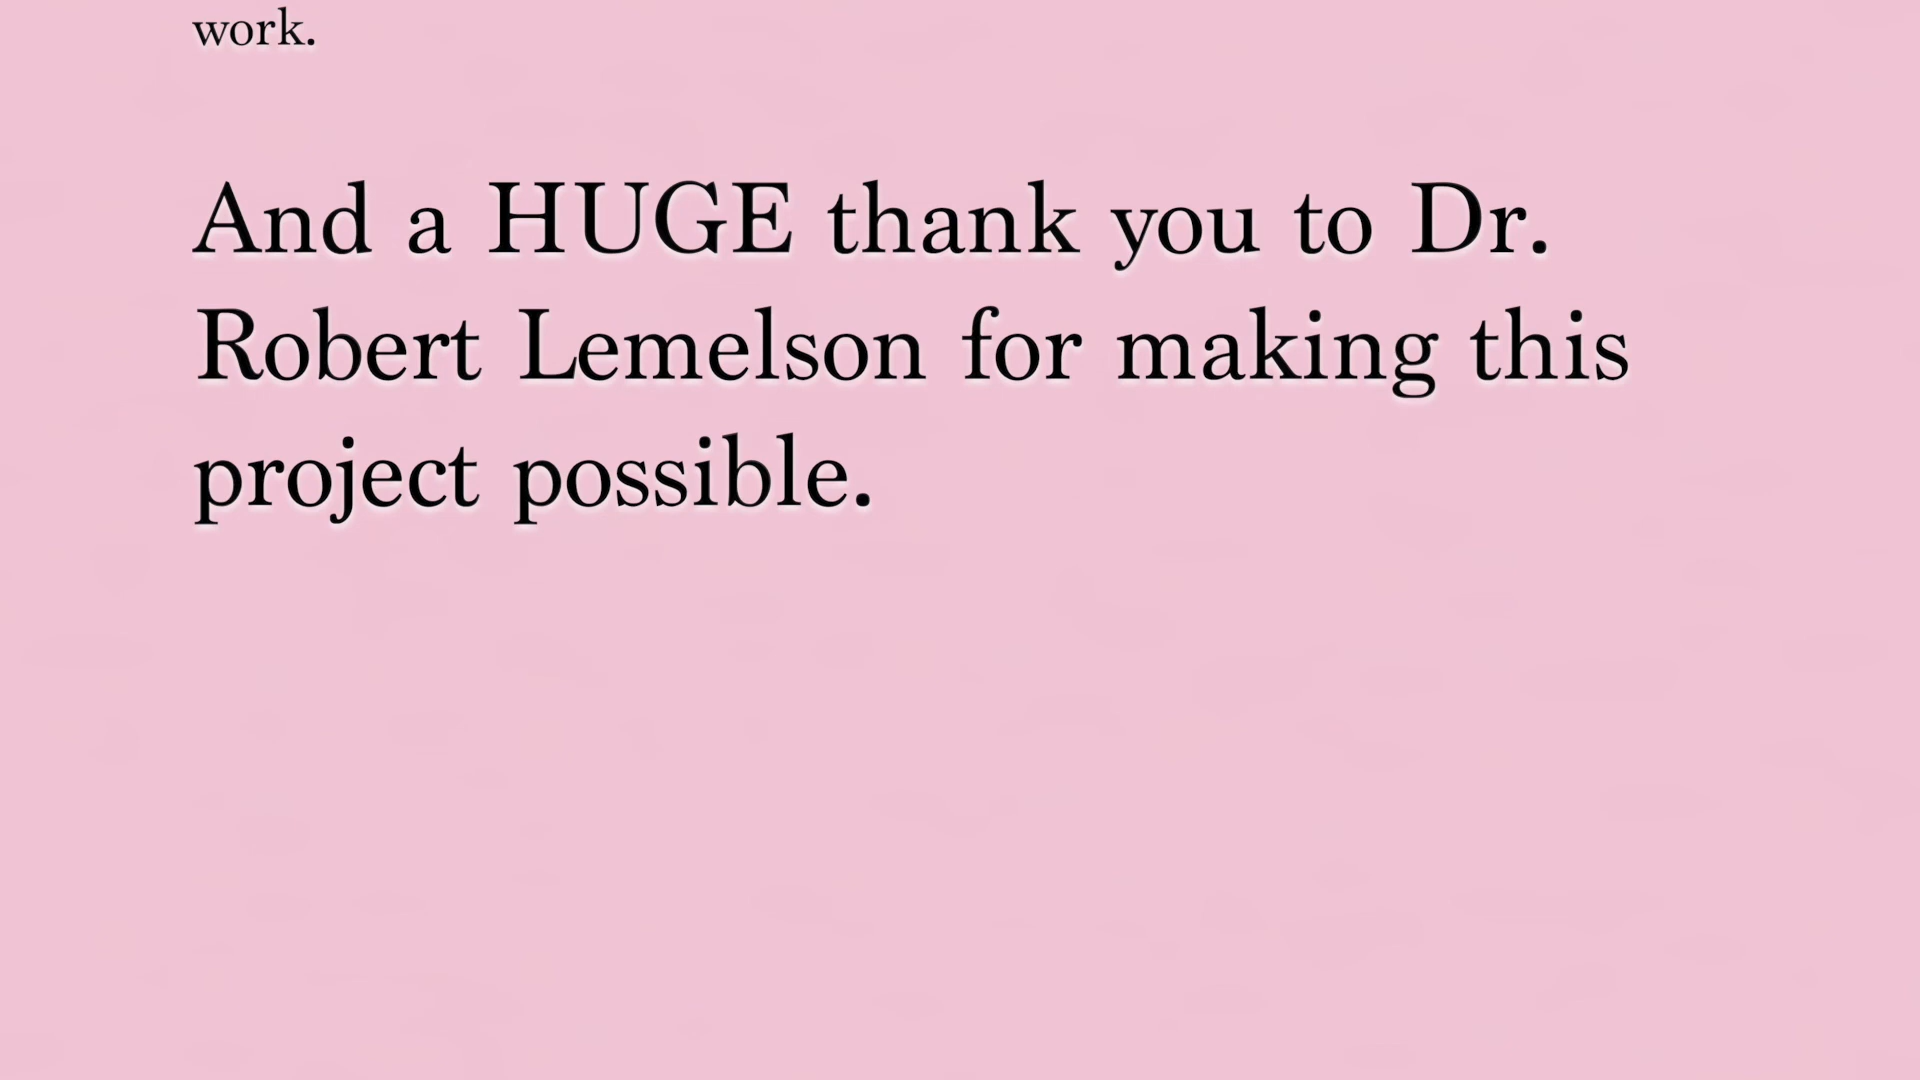 work.
And a HUGE thank you to Dr.
Robert Lemelson for making this
project possible.